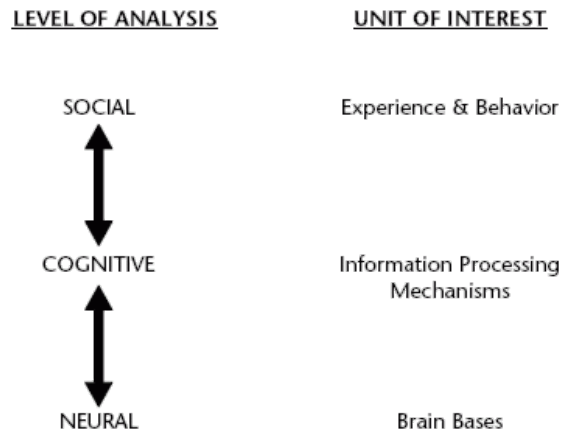 LEVEL OF ANALYSIS UNIT OF INTEREST
SOCIAL Experience & Behavior
COGNITIVE Information Processing
Mechanisms
NEURAL Brain Bases